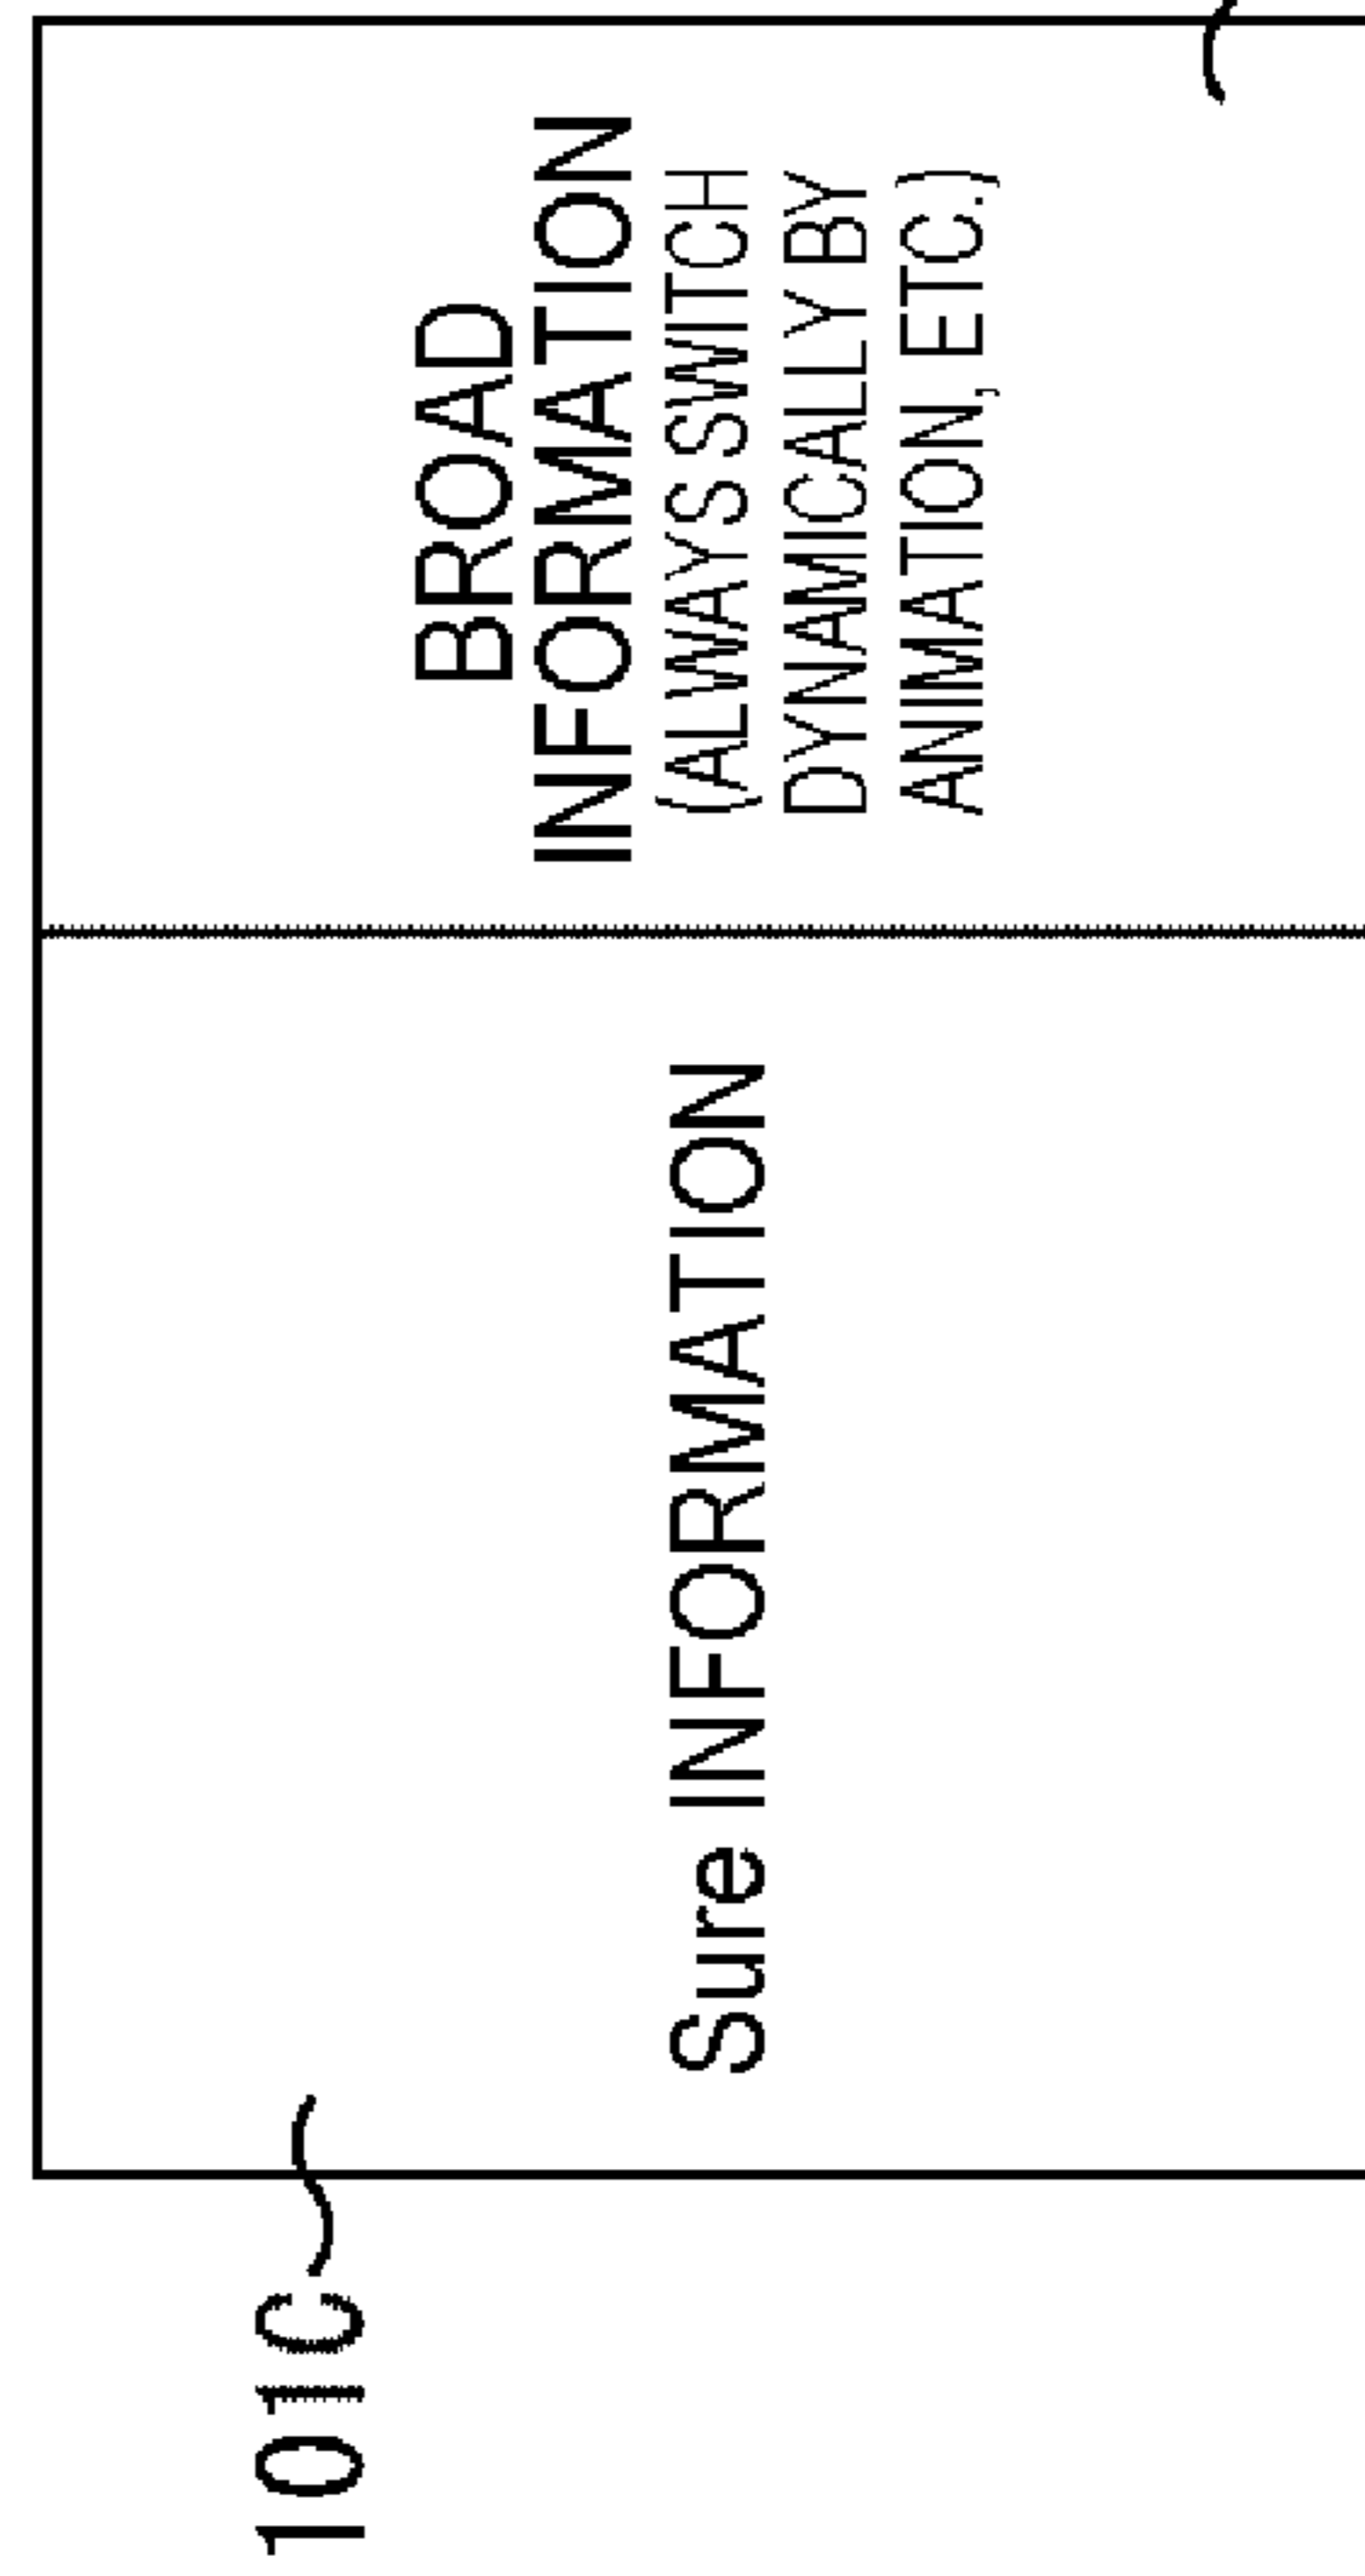 101C
Sure INFORMATION
BROAD
INFORMATION
(ALWAYS SWITCH
DYNAMICALLY BY
ANIMATION, ETC.)